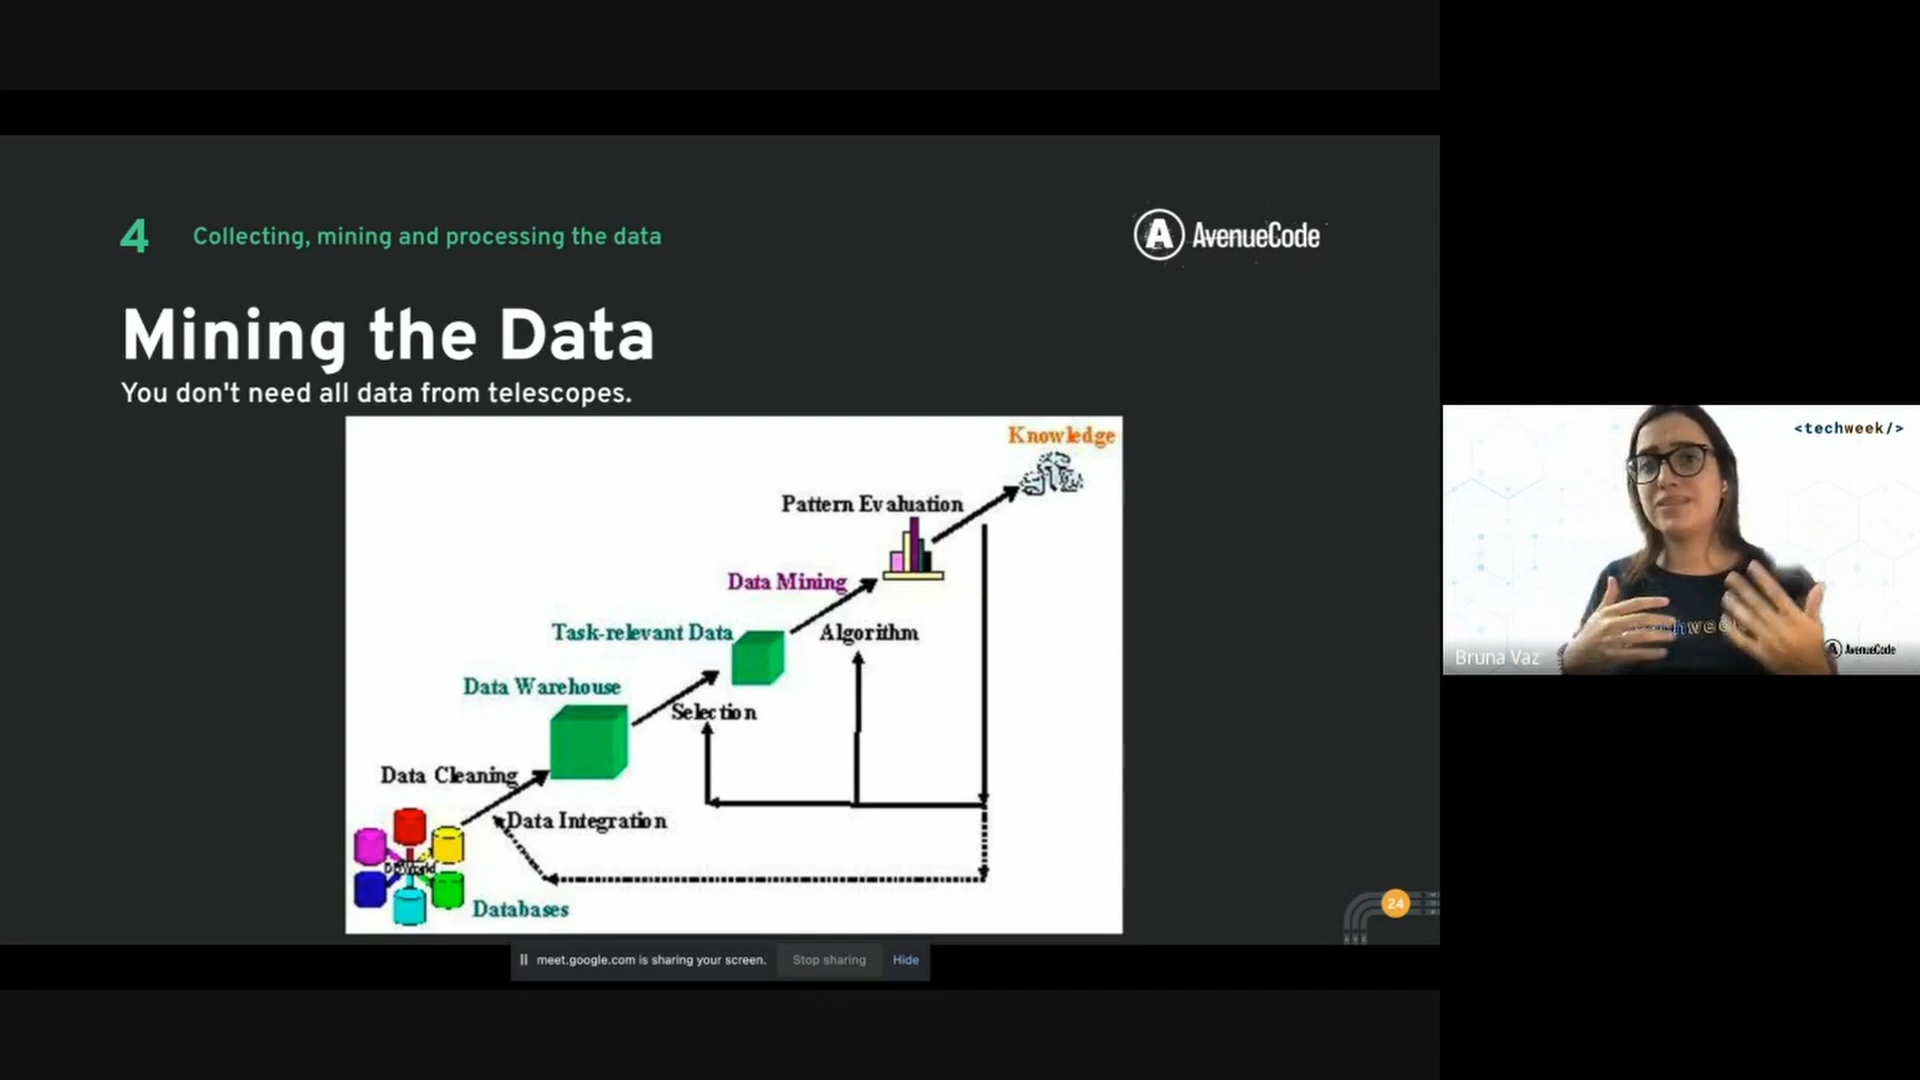 4 Collecting, mining and processing the data
AvenueCode
Mining the Data
You don't need all data from telescopes.
Knowledge
Pattern Evaluation
Data Mining
Task-relevant Data
Algorithm
Data Warehouse
Selection
Data Cleaning
Data Integration
Databases
24
meet.google.com is sharing your screen. Stop sharing Hide
<techweek/>
Bruna Vaz
AvenueCode